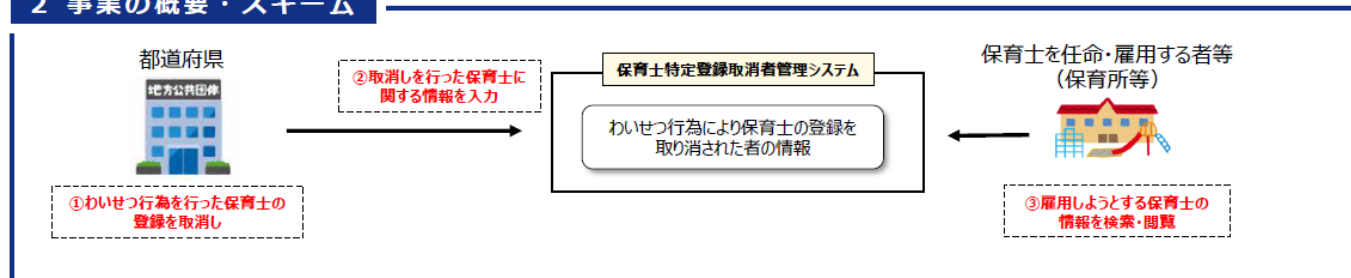 2 事業の概要・スキーム
都道府県
地方公共団体
②取消しを行った保育士に
関する情報を入力
①わいせつ行為を行った保育士の
登録を取消し
保育士特定登録取消者管理システム
わいせつ行為により保育士の登録を
取り消された者の情報
保育士を任命・雇用する者等
（保育所等）
③雇用しようとする保育士の
情報を検索・閲覧